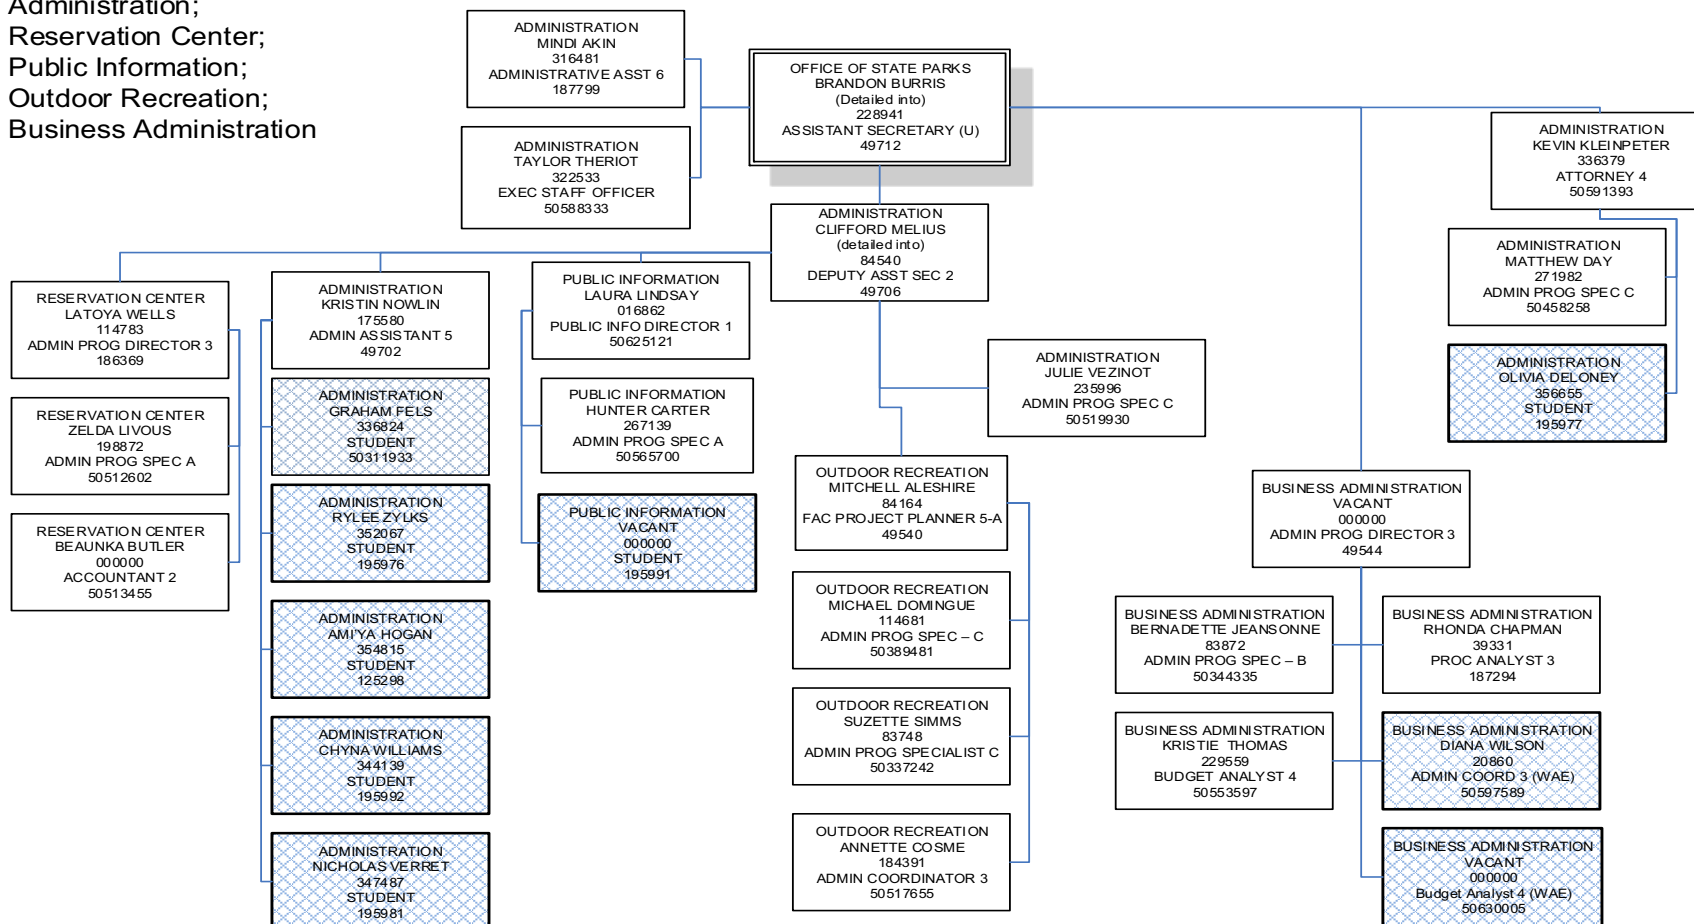 Administration;
Reservation Center;
Public Information;
Outdoor Recreation;
Business Administration
ADMINISTRATION
MINDI AKIN
316481
ADMINISTRATIVE ASST 6
187799
ADMINISTRATION
TAYLOR THERIOT
322533
EXEC STAFF OFFICER
50588333
OFFICE OF STATE PARKS
BRANDON BURRIS
(Detailed into)
228941
ASSISTANT SECRETARY (U)
49712
ADMINISTRATION
KEVIN KLEINPETER
336379
ATTORNEY 4
50591393
ADMINISTRATION
MATTHEW DAY
271982
ADMIN PROG SPEC C
50458258
ADMINISTRATION
OLIVIA DELONEY
356655
STUDENT
195977
ADMINISTRATION
CLIFFORD MELIUS
(detailed into)
84540
DEPUTY ASST SEC 2
49706
RESERVATION CENTER
LATOYA WELLS
114783
ADMIN PROG DIRECTOR 3
186369
RESERVATION CENTER
ZELDA LIVOUS
198872
ADMIN PROG SPEC A
50512602
RESERVATION CENTER
BEAUNKA BUTLER
000000
ACCOUNTANT 2
50513455
ADMINISTRATION
KRISTIN NOWLIN
175580
ADMIN ASSISTANT 5
49702
ADMINISTRATION
GRAHAM FELS
336824
STUDENT
50311933
ADMINISTRATION
RYLEE ZYLKS
352067
STUDENT
195976
ADMINISTRATION
AMI'YA HOGAN
354815
STUDENT
125298
ADMINISTRATION
CHYNA WILLIAMS
344139
STUDENT
195992
ADMINISTRATION
NICHOLAS VERRET
347487
STUDENT
195981
PUBLIC INFORMATION
LAURA LINDSAY
016862
PUBLIC INFO DIRECTOR 1
50625121
PUBLIC INFORMATION
HUNTER CARTER
267139
ADMIN PROG SPEC A
50565700
PUBLIC INFORMATION
VACANT
000000
STUDENT
195991
ADMINISTRATION
JULIE VEZINOT
235996
ADMIN PROG SPEC C
50519930
OUTDOOR RECREATION
MITCHELL ALESHIRE
84164
FAC PROJECT PLANNER 5-A
49540
OUTDOOR RECREATION
MICHAEL DOMINGUE
114681
ADMIN PROG SPEC – C
50389481
OUTDOOR RECREATION
SUZETTE SIMMS
83748
ADMIN PROG SPECIALIST C
50337242
OUTDOOR RECREATION
ANNETTE COSME
184391
ADMIN COORDINATOR 3
50517655
BUSINESS ADMINISTRATION
VACANT
000000
ADMIN PROG DIRECTOR 3
49544
BUSINESS ADMINISTRATION
BERNADETTE JEANSONNE
83872
ADMIN PROG SPEC – B
50344335
BUSINESS ADMINISTRATION
RHONDA CHAPMAN
39331
PROC ANALYST 3
187294
BUSINESS ADMINISTRATION
KRISTIE THOMAS
229559
BUDGET ANALYST 4
50553597
BUSINESS ADMINISTRATION
DIANA WILSON
20860
ADMIN COORD 3 (WAE)
50597589
BUSINESS ADMINISTRATION
VACANT
000000
Budget Analyst 4 (WAE)
50630005